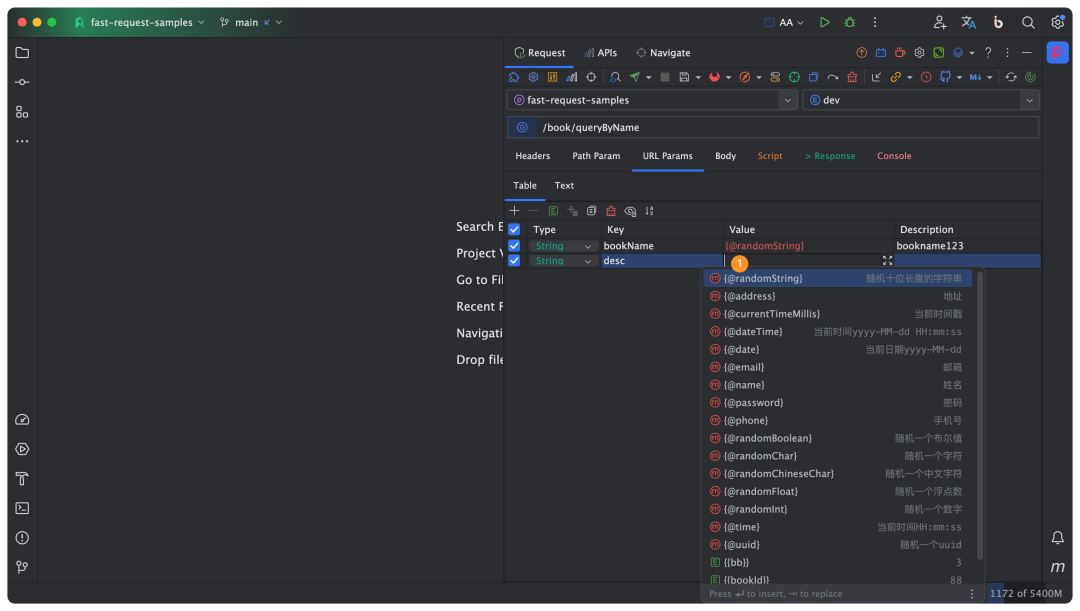 fast-request-samples main AA
Request APIs Navigate
fast-request-samples dev
/book/queryByName
Headers Path Param URL Params Body Script > Response Console
Table Text
Type Key Value Description
String bookName {@randomString} bookname123
String desc 1
Search E
Project V
Go to Fil
Recent F
Navigati
Drop file
{@randomString} 随机十位长度的字符串
{@address} 地址
{@currentTimeMillis} 当前时间戳
{@dateTime} 当前时间yyyy-MM-dd HH:mm:ss
{@date} 当前日期yyyy-MM-dd
{@email} 邮箱
{@name} 姓名
{@password} 密码
{@phone} 手机号
{@randomBoolean} 随机一个布尔值
{@randomChar} 随机一个字符
{@randomChineseChar} 随机一个中文字符
{@randomFloat} 随机一个浮点数
{@randomInt} 随机一个数字
{@time} 当前时间HH:mm:ss
{@uuid} 随机一个uuid
{{bb}} 3
{{bookId}} 88
Press ↵ to insert, ⇥ to replace
1172 of 5400M